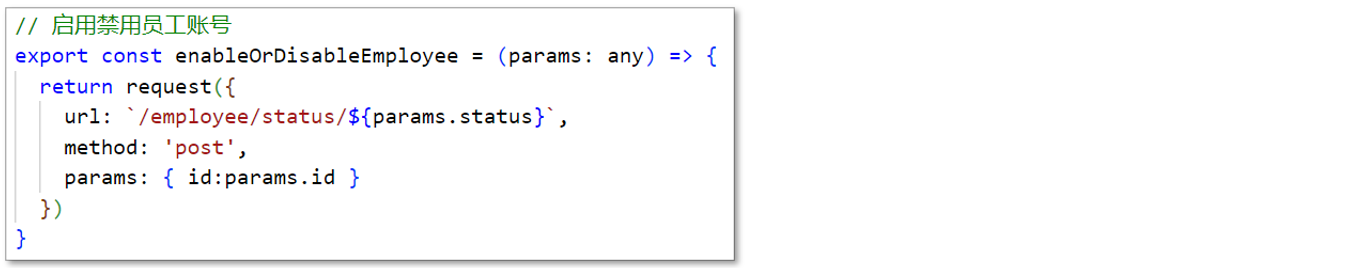 // 启用禁用员工账号
export const enableOrDisableEmployee = (params: any) => {
  return request({
    url: `/employee/status/${params.status}`,
    method: 'post',
    params: { id:params.id }
  })
}